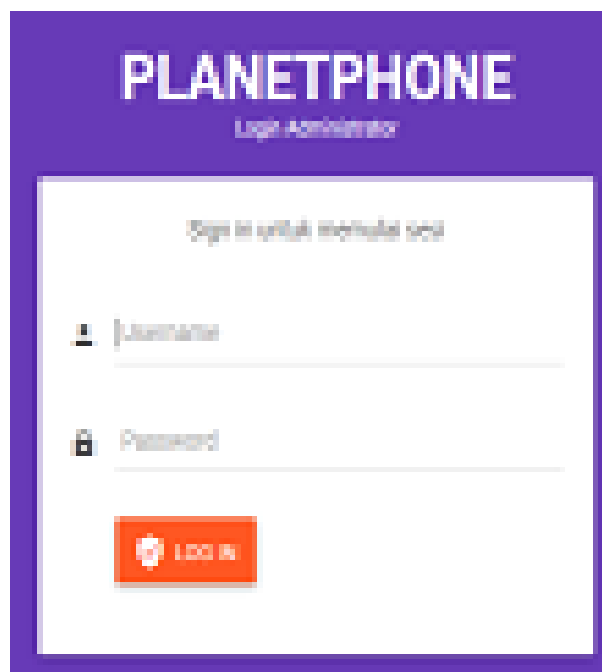 PLANETPHONE
Login Administrator
Sign in untuk memulai sesi
Username
Password
LOG IN